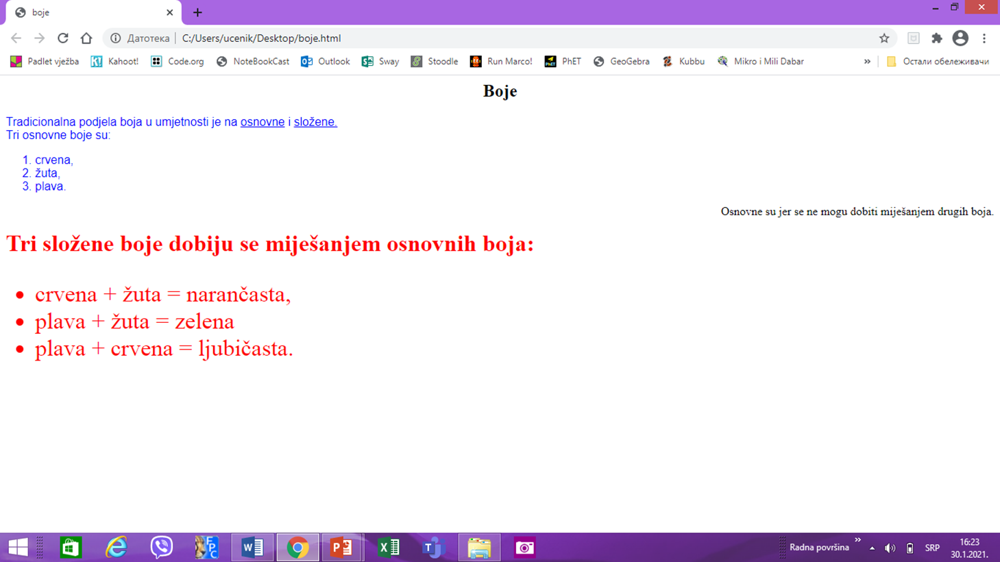 boje
Датотека C:/Users/ucenik/Desktop/boje.html
Padlet vježba K! Kahoot! Code.org NoteBookCast Outlook Sway Stoodle Run Marco! PhET GeoGebra Kubbu Mikro i Mili Dabar » Остали обележивачи
Boje
Tradicionalna podjela boja u umjetnosti je na osnovne i složene.
Tri osnovne boje su:
1. crvena,
2. žuta,
3. plava.
Osnovne su jer se ne mogu dobiti miješanjem drugih boja.
Tri složene boje dobiju se miješanjem osnovnih boja:
• crvena + žuta = narančasta,
• plava + žuta = zelena
• plava + crvena = ljubičasta.
Radna površina » SRP 16:23
30.1.2021.